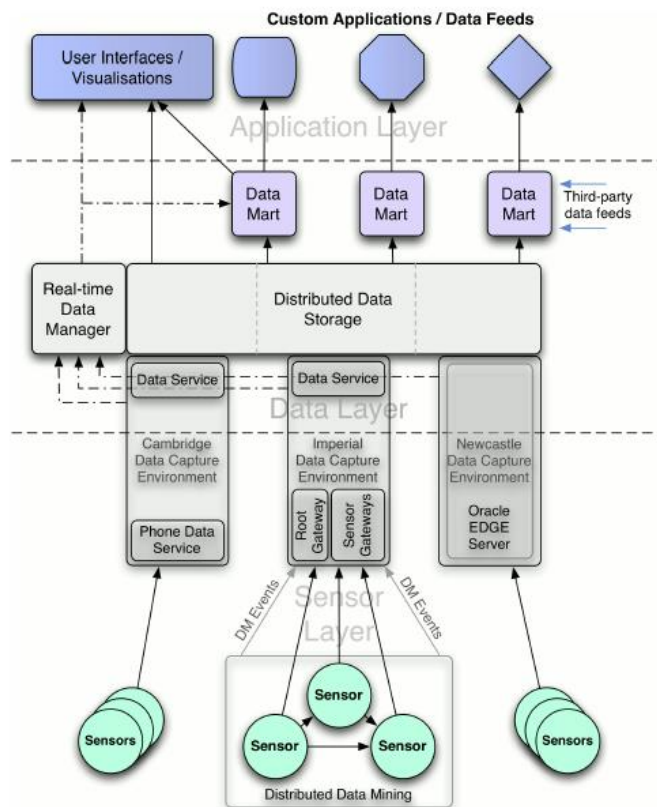 Custom Applications / Data Feeds
User Interfaces /
Visualisations
Application Layer
Data
Mart
Data
Mart
Data
Mart
Third-party
data feeds
Real-time
Data
Manager
Distributed Data
Storage
Data Service
Data Service
Data Layer
Cambridge
Data Capture
Environment
Imperial
Data Capture
Environment
Newcastle
Data Capture
Environment
Phone Data
Service
Root
Gateway
Sensor
Gateways
Oracle
EDGE
Server
DM Events
DM Events
Sensor
Layer
Sensors
Sensor
Sensor
Sensor
Sensors
Distributed Data Mining